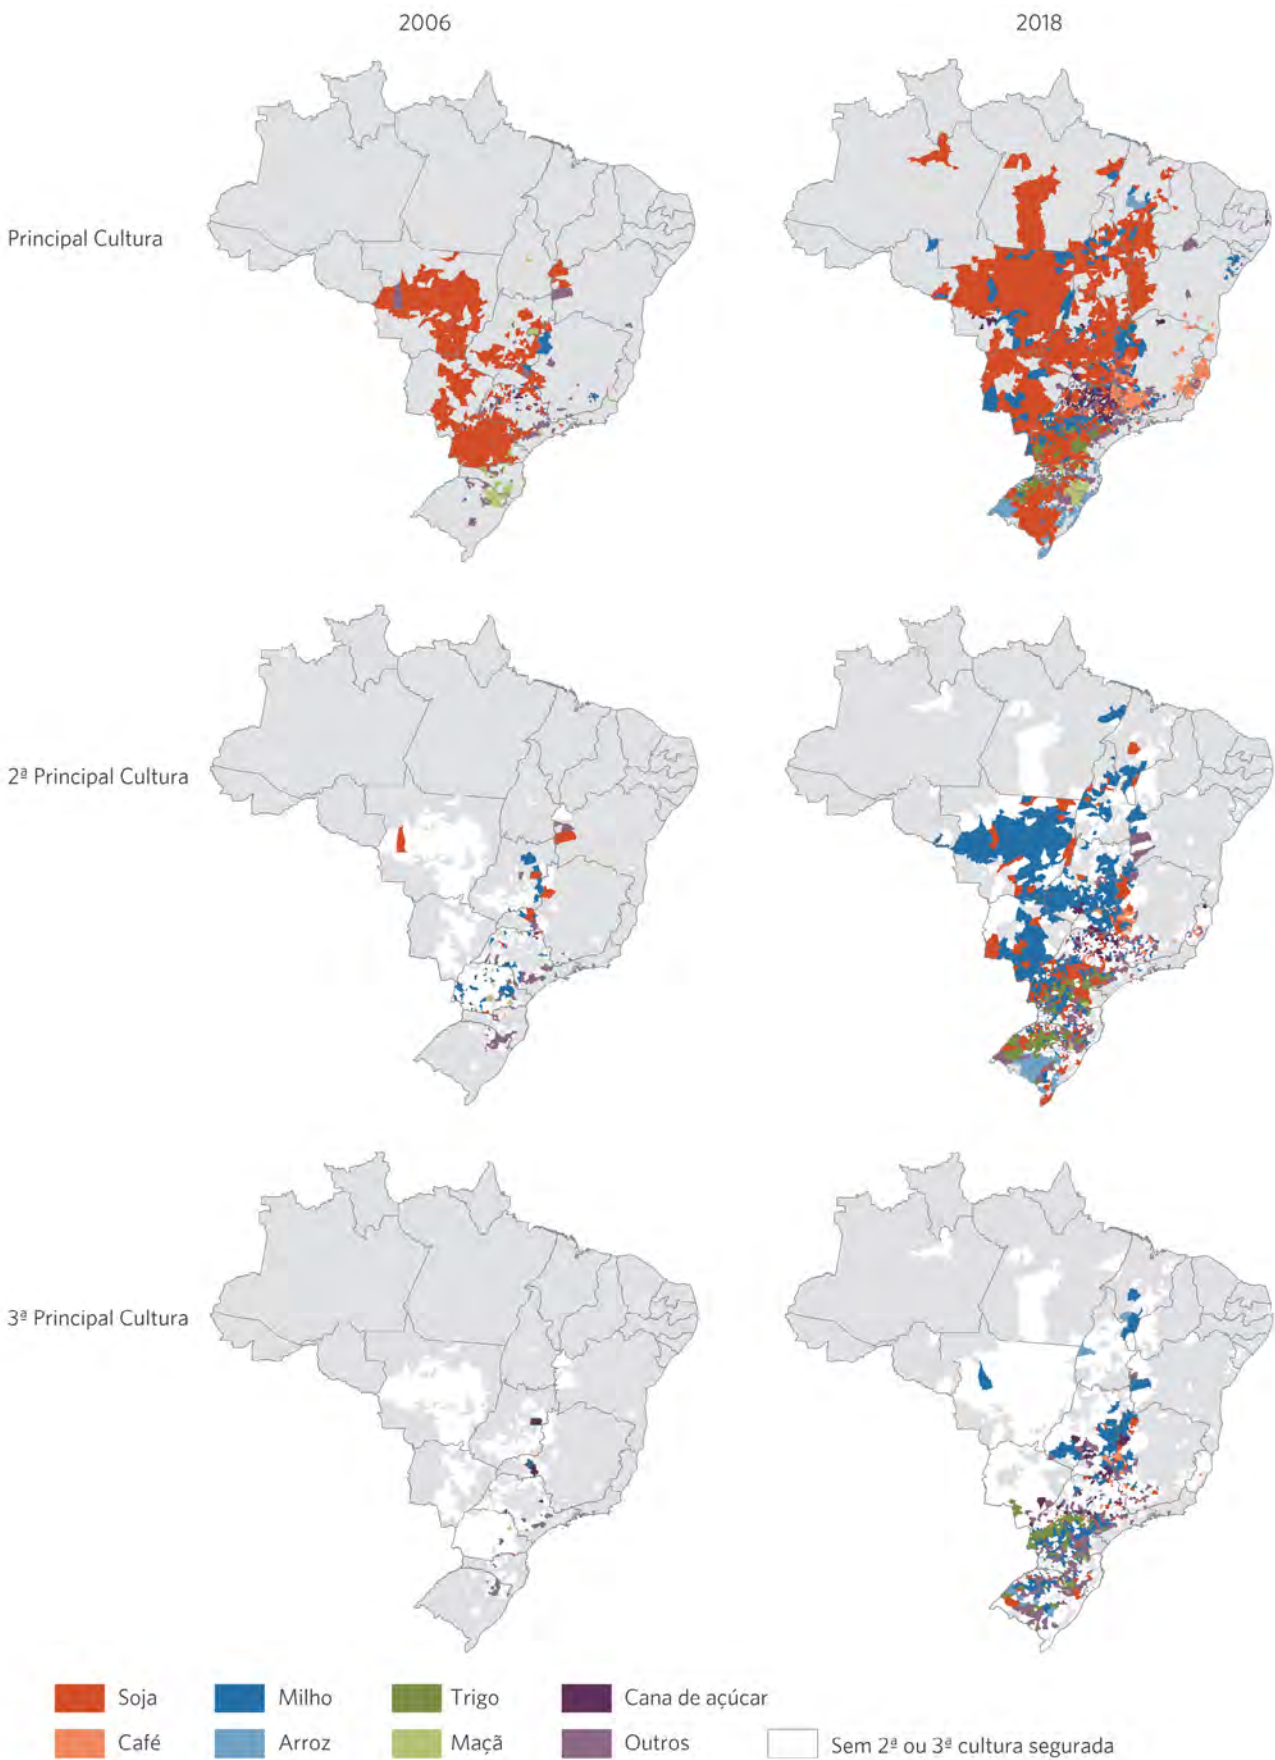 2006
2018
Principal Cultura
2ª Principal Cultura
3ª Principal Cultura
Soja
Milho
Trigo
Cana de açúcar
Café
Arroz
Maçã
Outros
Sem 2ª ou 3ª cultura segurada